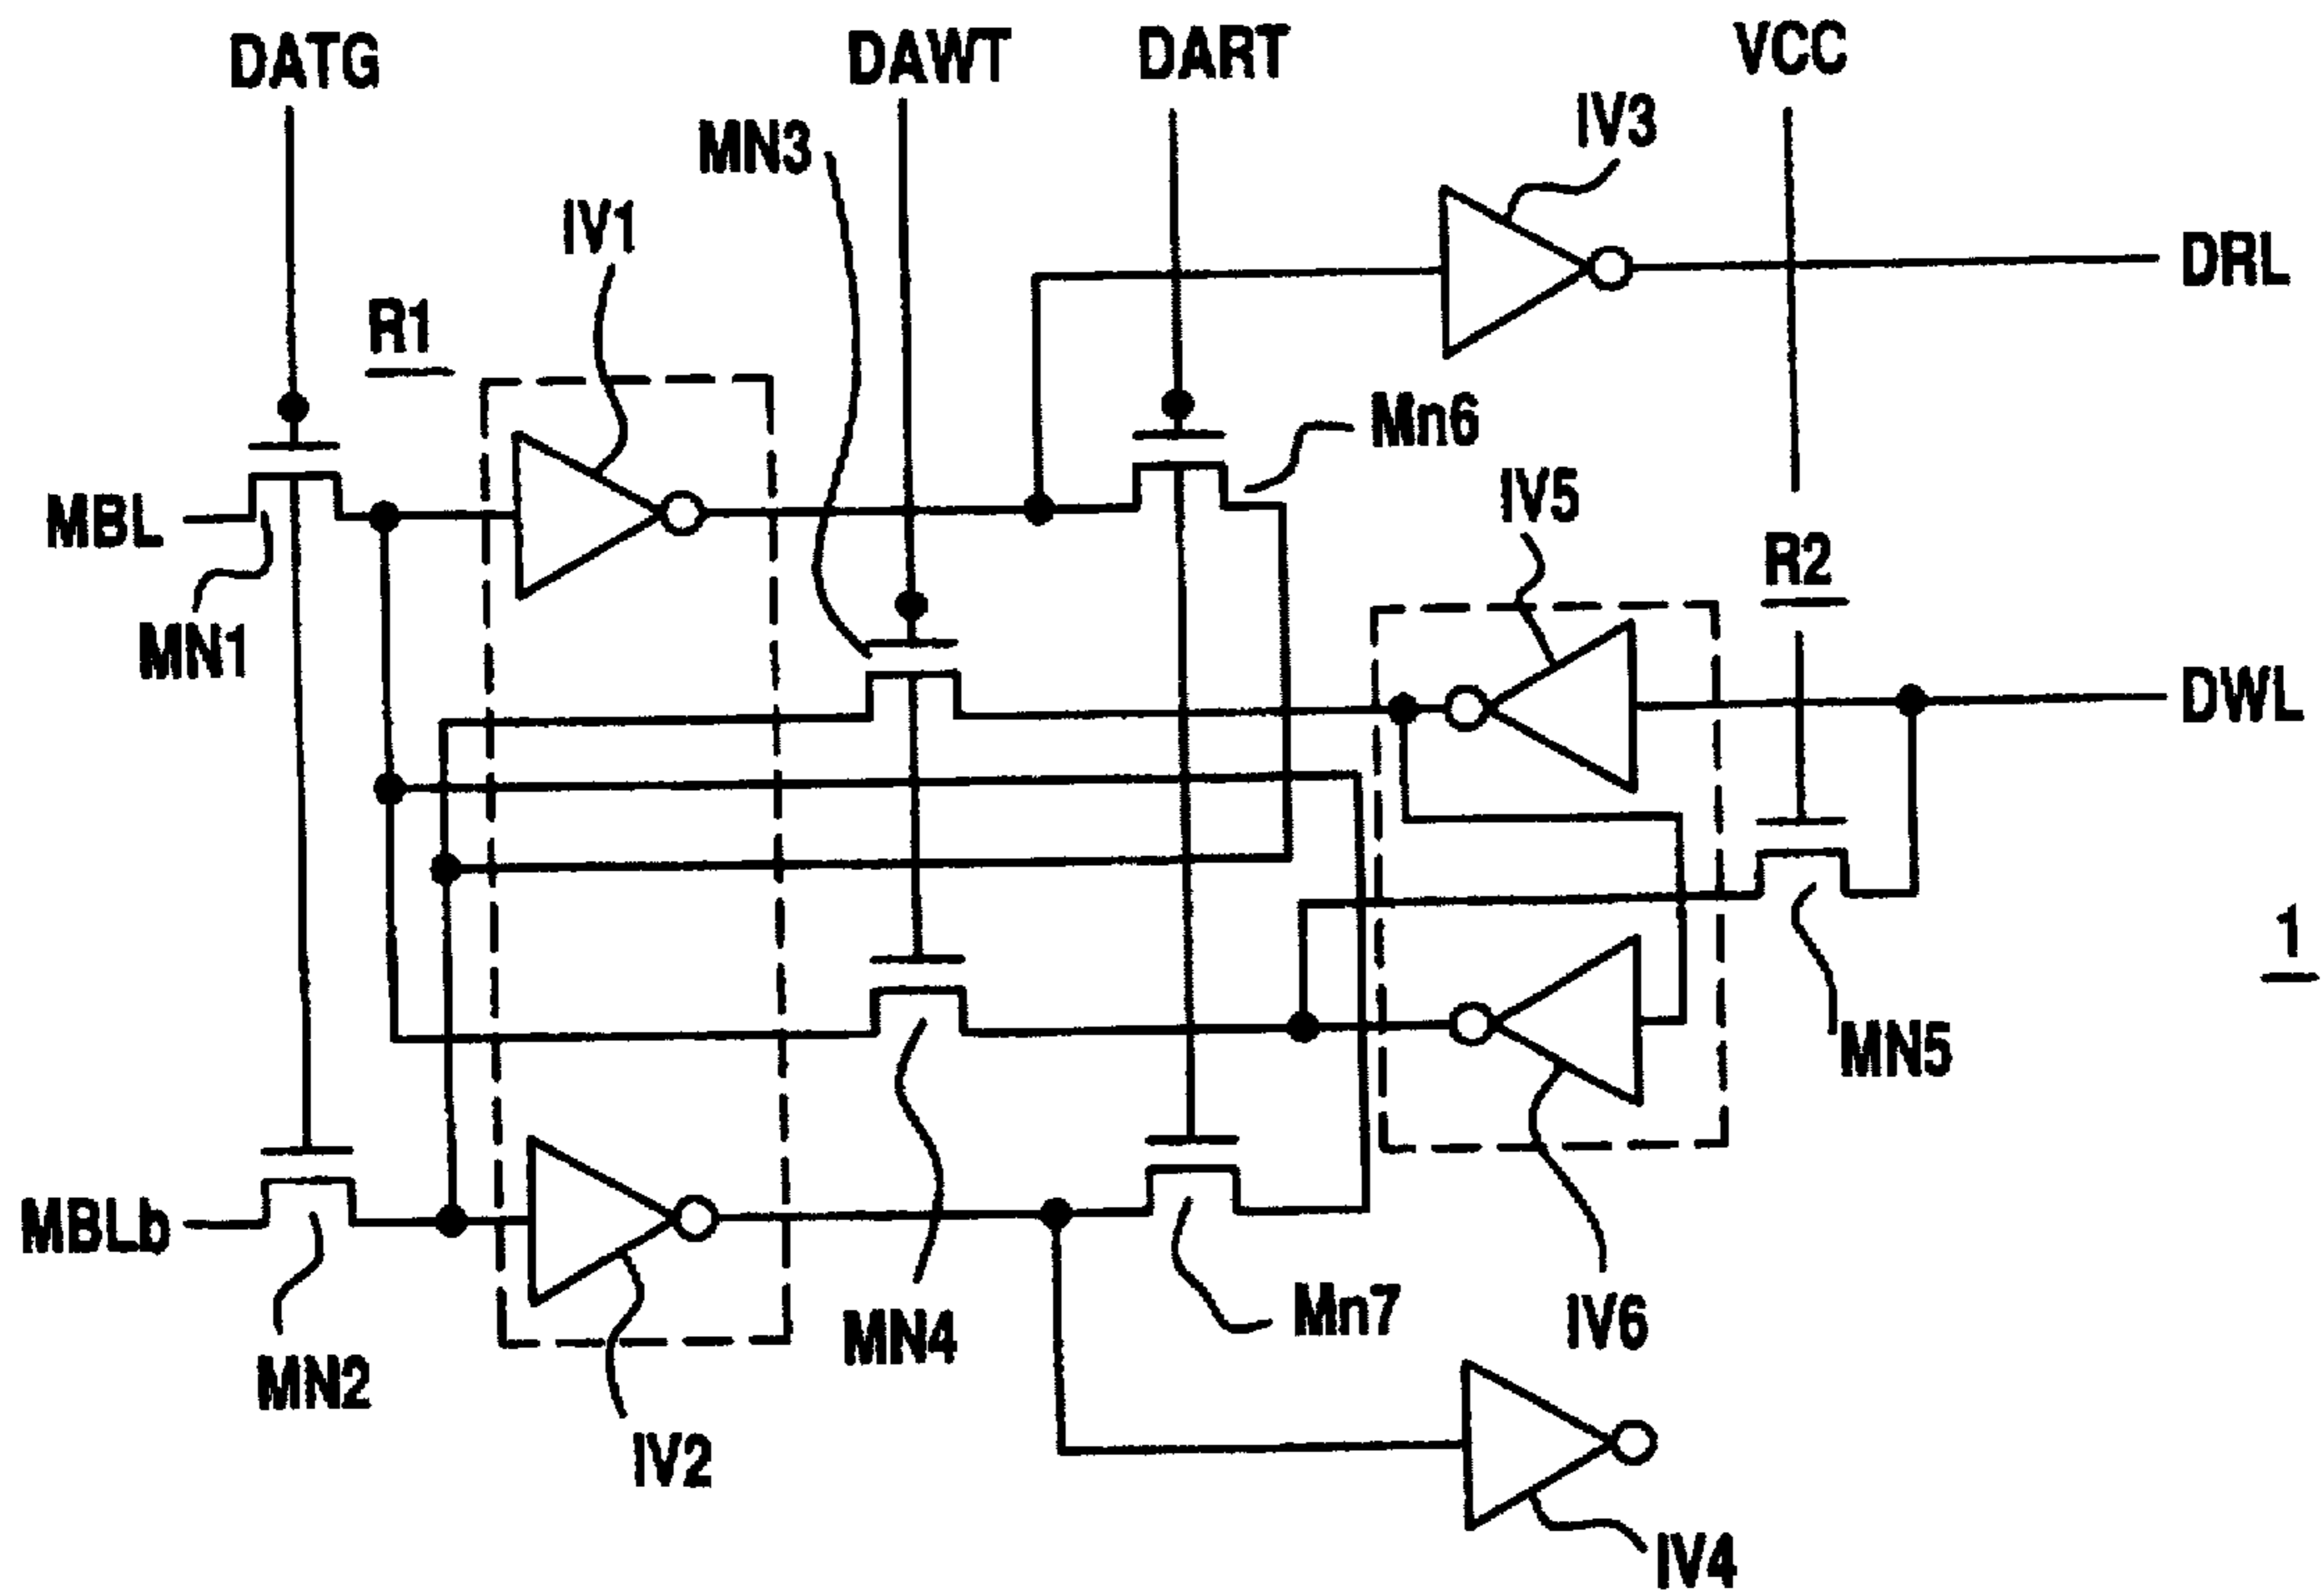 DATG
DAWT
DART
VCC
MN3
IV3
IV1
DRL
R1
Mn6
IV5
MBL
R2
MN1
DWL
1
MN5
MBLb
Mn7
IV6
MN4
MN2
IV2
IV4